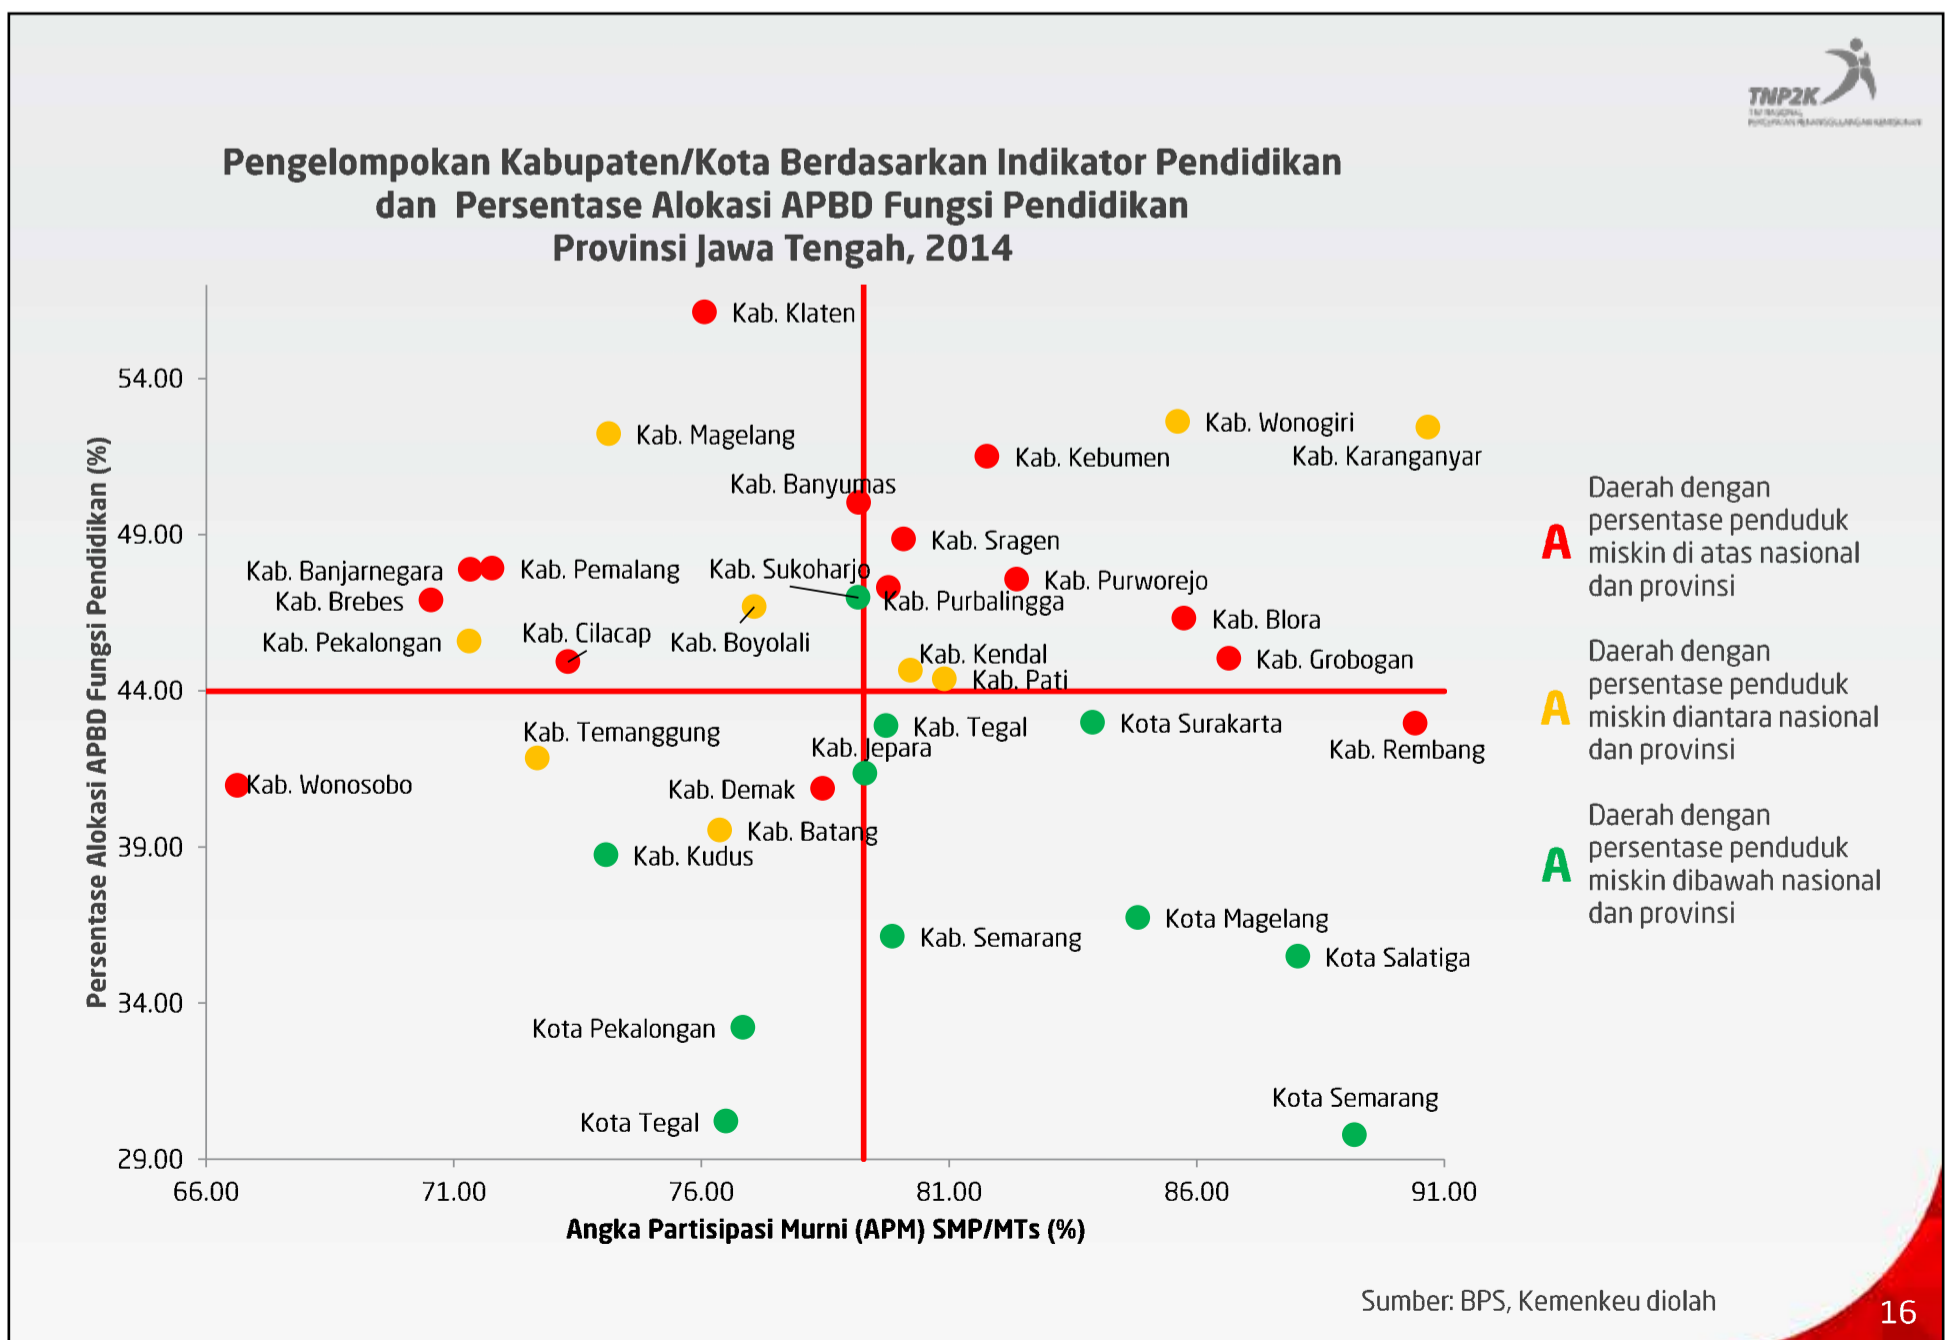 TNP2K
Pengelompokan Kabupaten/Kota Berdasarkan Indikator Pendidikan
dan Persentase Alokasi APBD Fungsi Pendidikan
Provinsi Jawa Tengah, 2014
Persentase Alokasi APBD Fungsi Pendidikan (%)
54.00
49.00
44.00
39.00
34.00
29.00
Kab. Klaten
Kab. Magelang
Kab. Wonogiri
Kab. Karanganyar
Kab. Kebumen
Kab. Banyumas
Kab. Sragen
Kab. Banjarnegara
Kab. Pemalang
Kab. Sukoharjo
Kab. Purworejo
Kab. Brebes
Kab. Purbalingga
Kab. Blora
Kab. Pekalongan
Kab. Cilacap
Kab. Boyolali
Kab. Kendal
Kab. Grobogan
Kab. Pati
Kab. Temanggung
Kab. Tegal
Kota Surakarta
Kab. Jepara
Kab. Rembang
Kab. Wonosobo
Kab. Demak
Kab. Batang
Kab. Kudus
Kab. Semarang
Kota Magelang
Kota Salatiga
Kota Pekalongan
Kota Tegal
Kota Semarang
66.00
71.00
76.00
81.00
86.00
91.00
Angka Partisipasi Murni (APM) SMP/MTs (%)
A
Daerah dengan
persentase penduduk
miskin di atas nasional
dan provinsi
A
Daerah dengan
persentase penduduk
miskin diantara nasional
dan provinsi
A
Daerah dengan
persentase penduduk
miskin dibawah nasional
dan provinsi
Sumber: BPS, Kemenkeu diolah
16